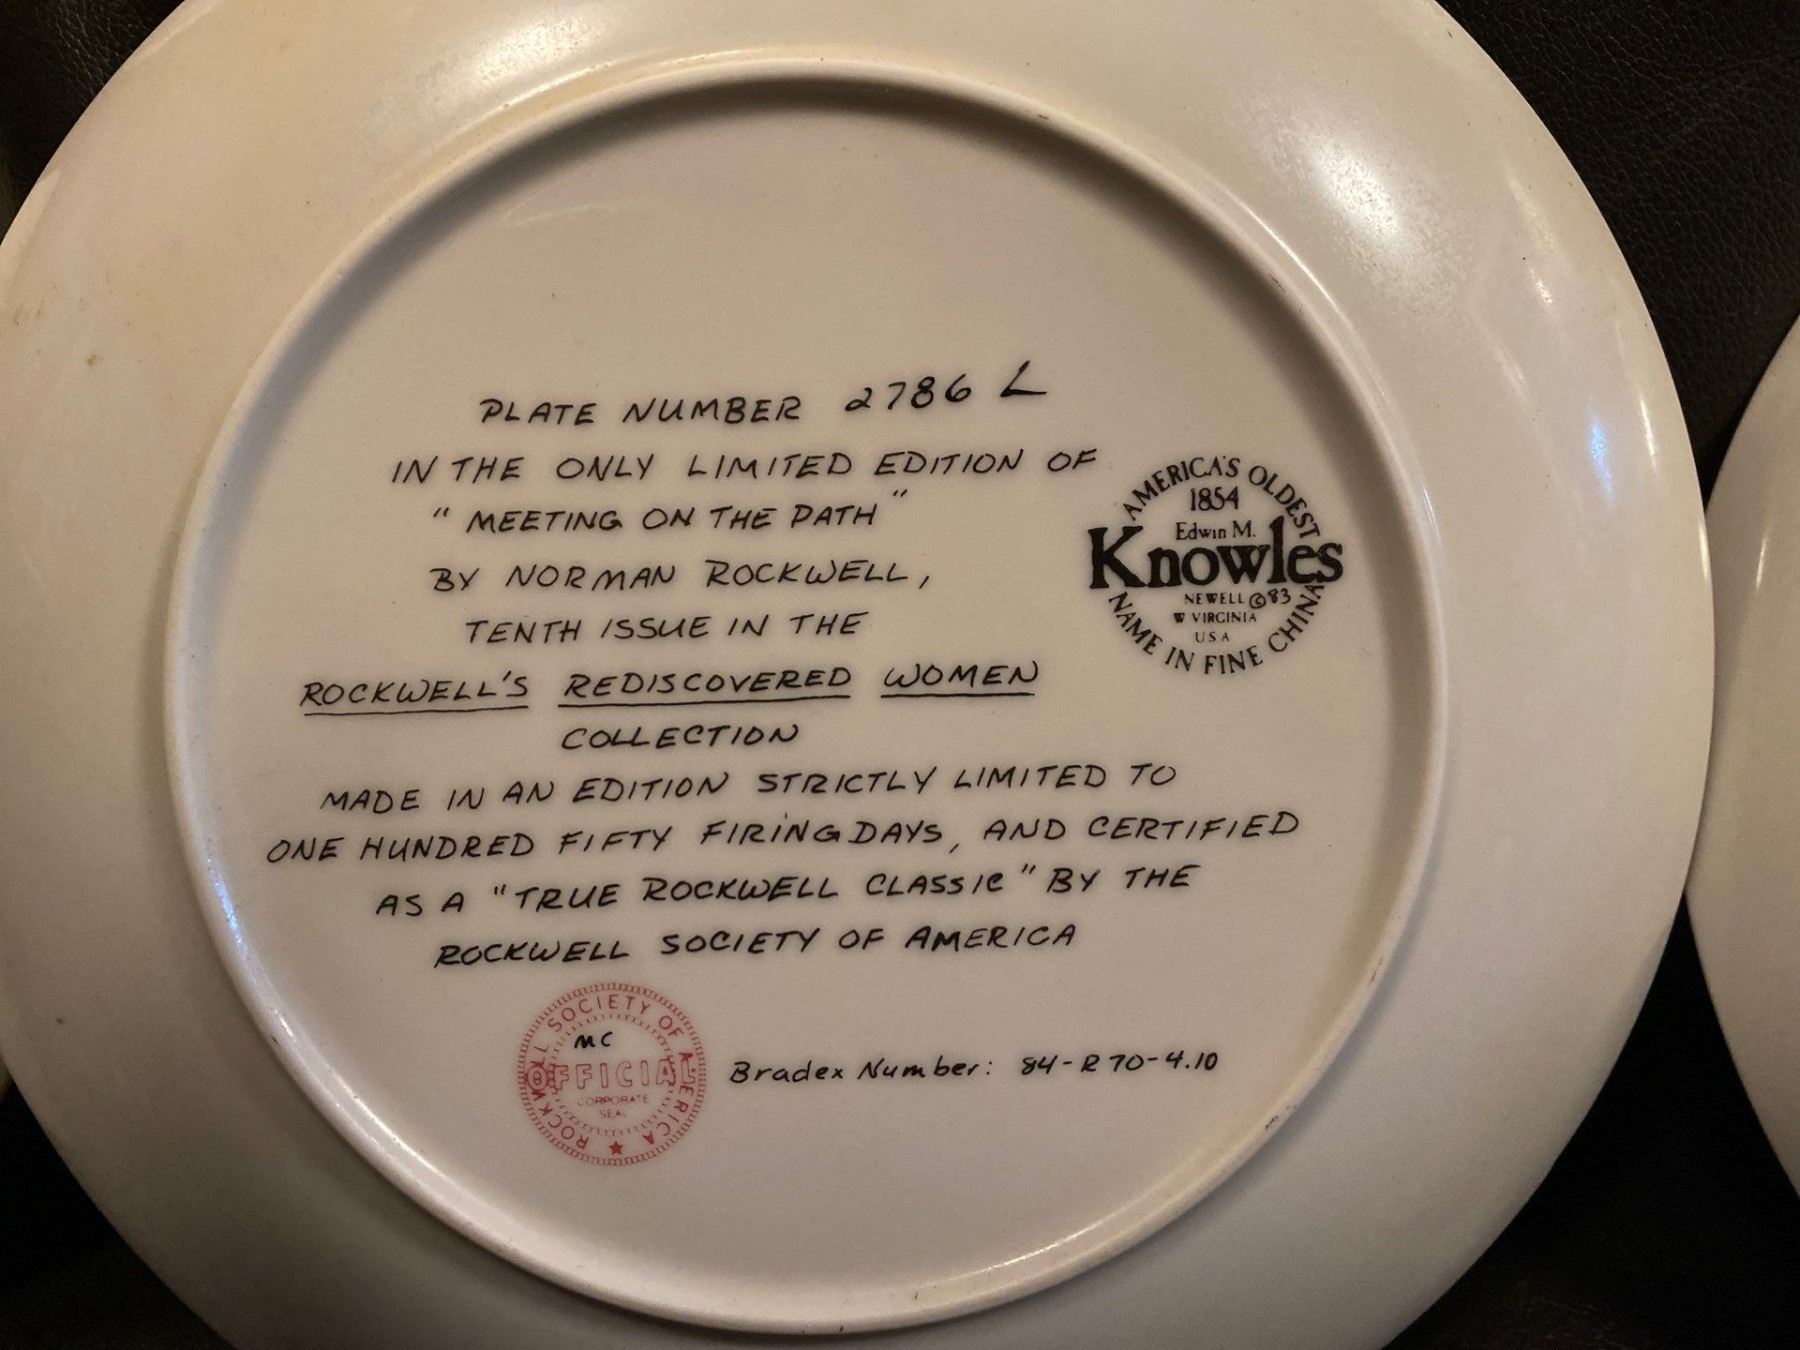 PLATE NUMBER 2786 L
IN THE ONLY LIMITED EDITION OF
"MEETING ON THE PATH"
BY NORMAN ROCKWELL,
TENTH ISSUE IN THE
ROCKWELL'S REDISCOVERED WOMEN
COLLECTION
MADE IN AN EDITION STRICTLY LIMITED TO
ONE HUNDRED FIFTY FIRING DAYS, AND CERTIFIED
AS A "TRUE ROCKWELL CLASSIC" BY THE
ROCKWELL SOCIETY OF AMERICA
AMERICA'S OLDEST
1854
Edwin M.
Knowles
NEWELL © 83
W VIRGINIA
USA
NAME IN FINE CHINA
ROCKWELL SOCIETY OF AMERICA
MC
OFFICIAL
CORPORATE
SEAL
Bradex Number: 84-R70-4.10